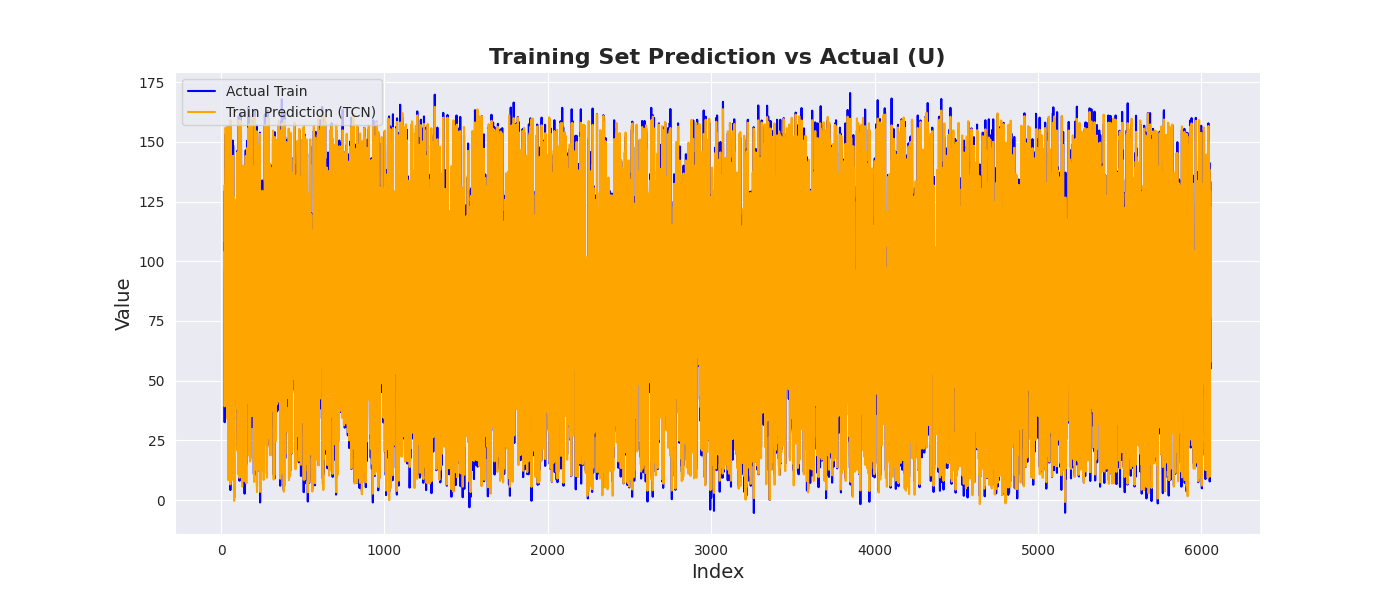 Training Set Prediction vs Actual (U)
Actual Train
Train Prediction (TCN)
Value
175
150
125
100
75
50
25
0
0 1000 2000 3000 4000 5000 6000
Index